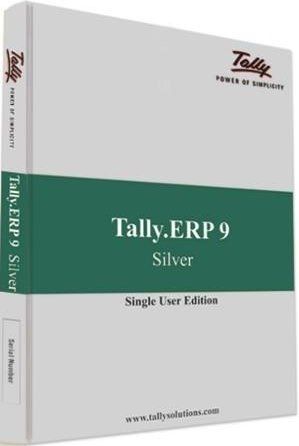 Tally
POWER OF SIMPLICITY
Tally.ERP 9 Silver
Serial Number
Tally
POWER OF SIMPLICITY
Tally.ERP 9
Silver
Single User Edition
www.tallysolutions.com